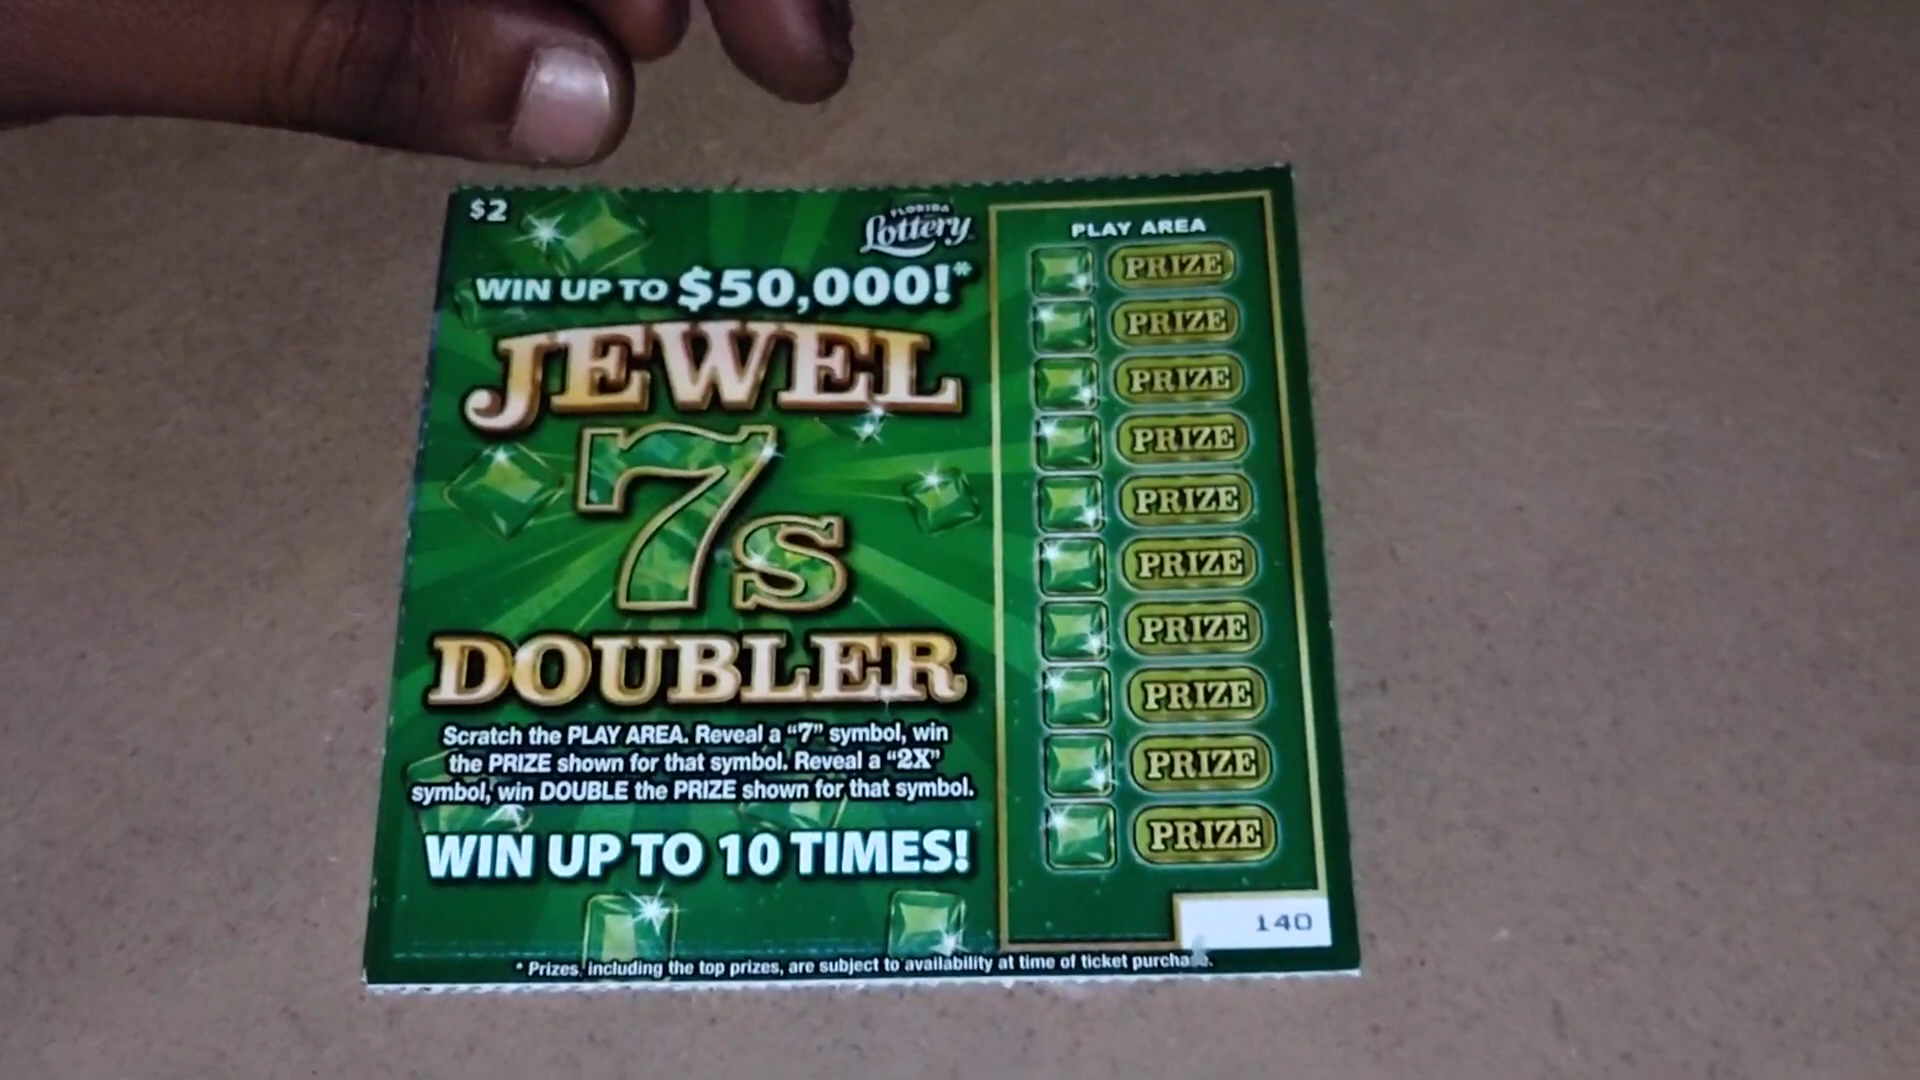 $2
FLORIDA
Lottery
WIN UP TO $50,000!*
JEWEL
7s
DOUBLER
Scratch the PLAY AREA. Reveal a “7” symbol, win
the PRIZE shown for that symbol. Reveal a “2X”
symbol, win DOUBLE the PRIZE shown for that symbol.
WIN UP TO 10 TIMES!
PLAY AREA
PRIZE
PRIZE
PRIZE
PRIZE
PRIZE
PRIZE
PRIZE
PRIZE
PRIZE
PRIZE
140
* Prizes, including the top prizes, are subject to availability at time of ticket purchase.